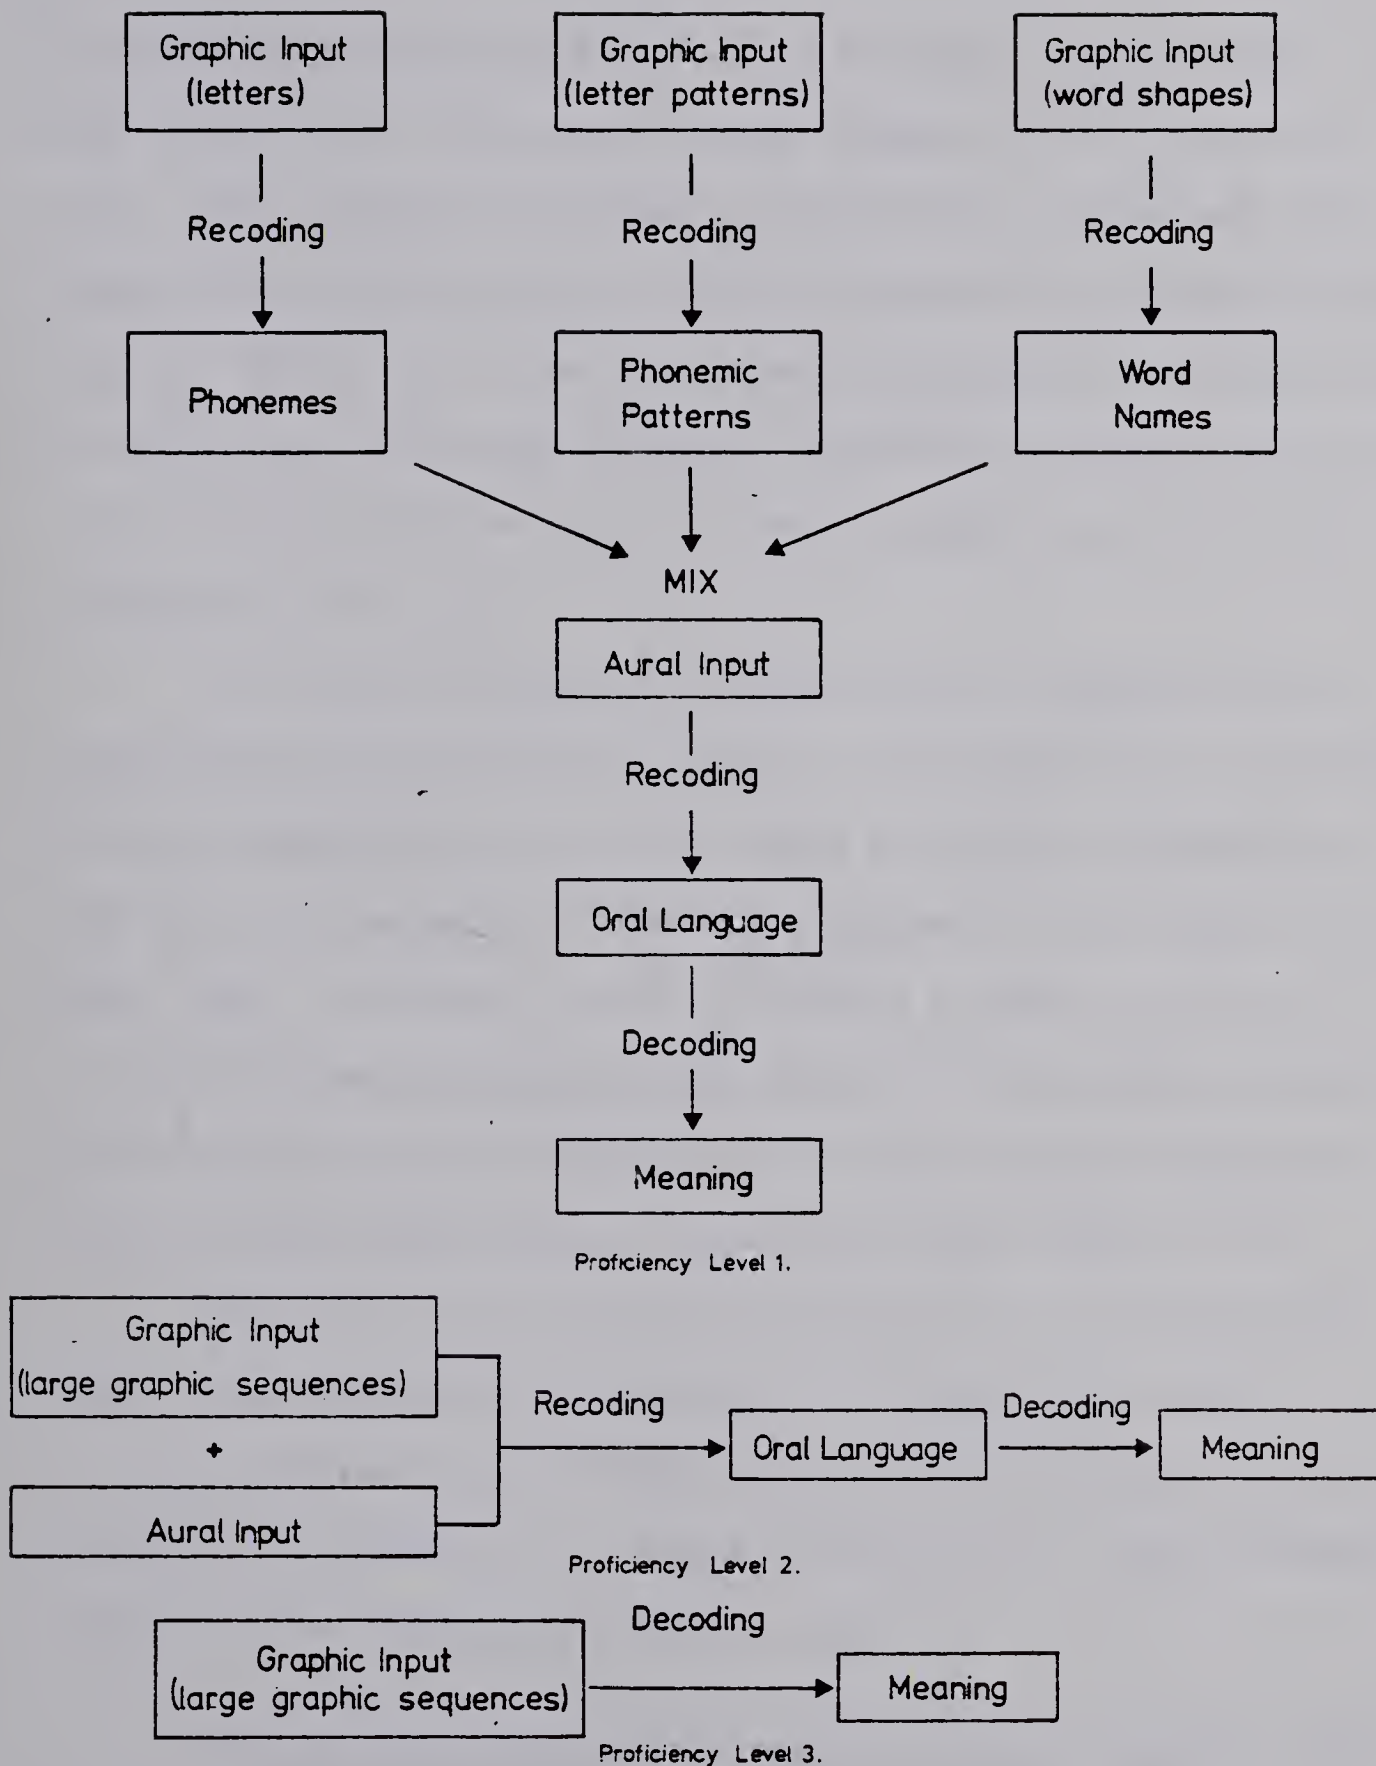 Graphic Input
(letters)
Graphic Input
(letter patterns)
Graphic Input
(word shapes)
Recoding
Recoding
Recoding
Phonemes
Phonemic
Patterns
Word
Names
MIX
Aural Input
Recoding
Oral Language
Decoding
Meaning
Proficiency Level 1.
Graphic Input
(large graphic sequences)
+
Aural Input
Recoding
Oral Language
Decoding
Meaning
Proficiency Level 2.
Graphic Input
(large graphic sequences)
Decoding
Meaning
Proficiency Level 3.